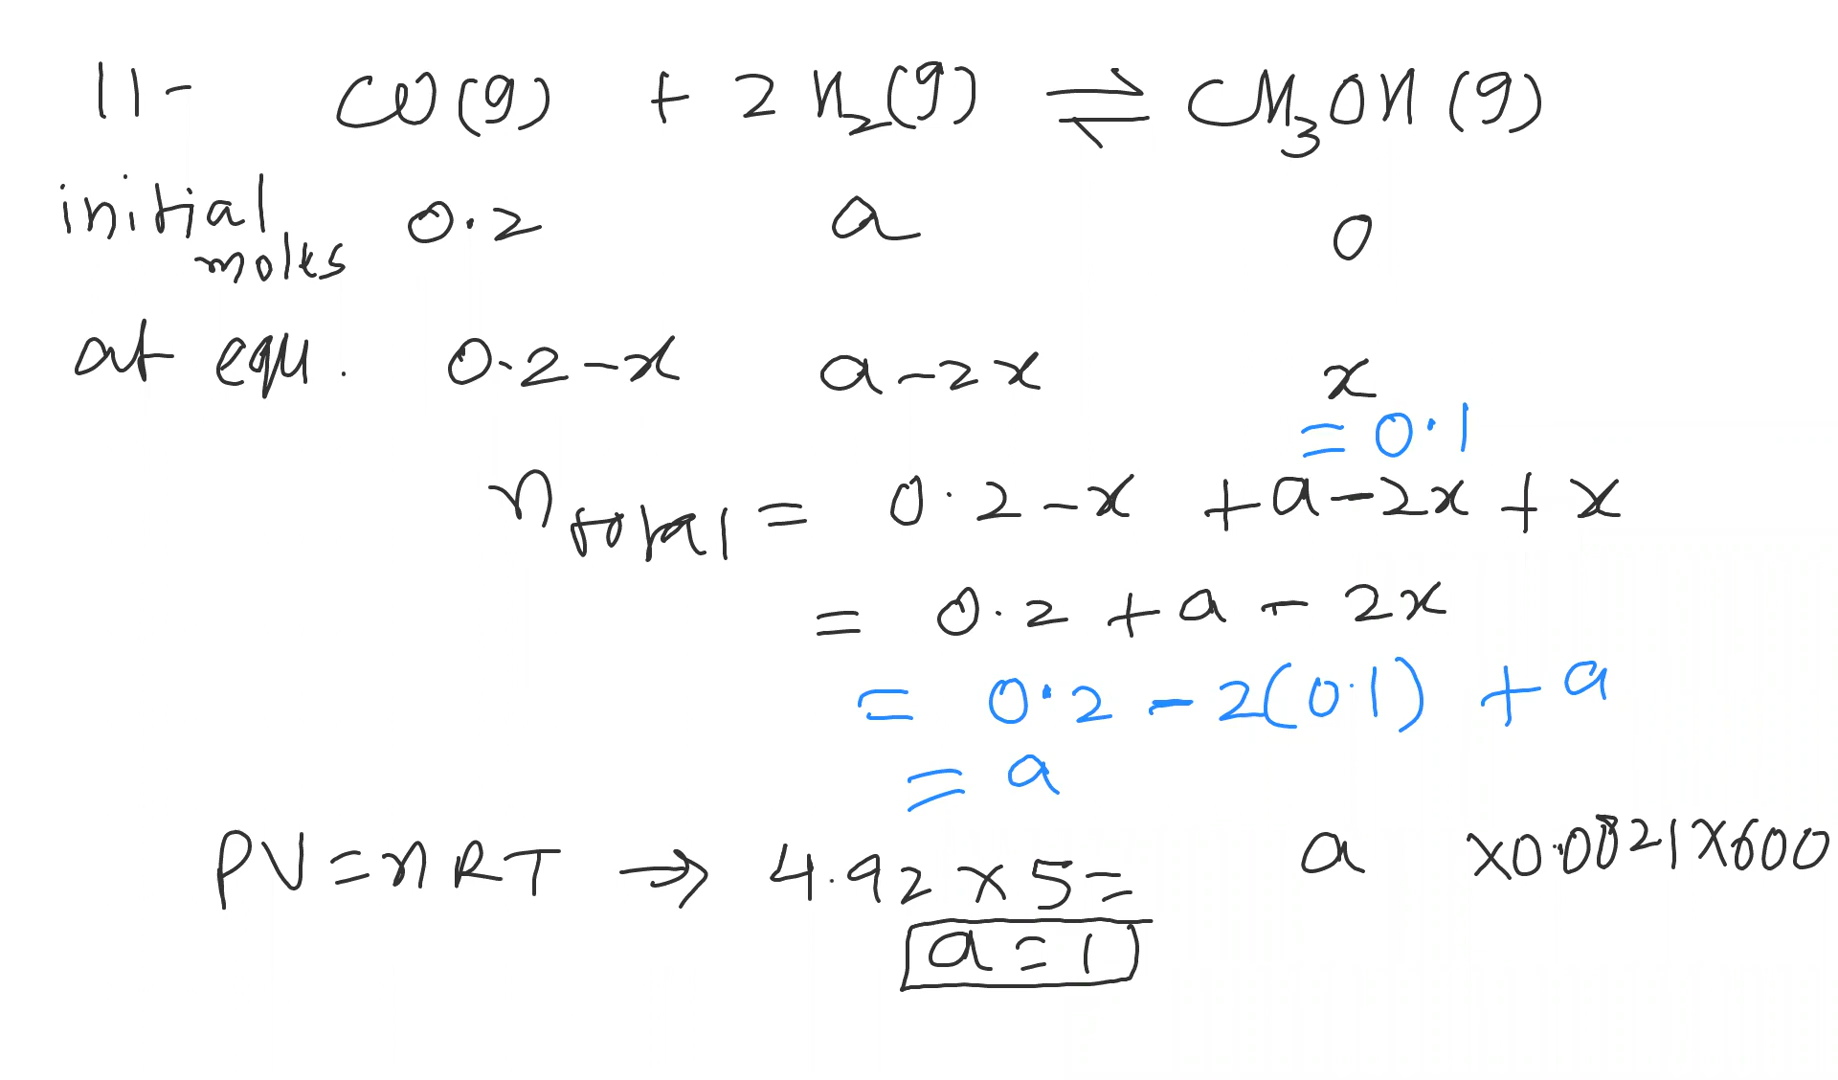 11- CO(g) + 2H₂(g) ⇌ CH₃OH(g)
initial moles 0.2 a 0
at equ. 0.2-x a-2x x
= 0.1
n total = 0.2-x +a-2x+x
= 0.2 +a - 2x
= 0.2 - 2(0.1) + a
= a
PV=nRT → 4.92×5= a ×0.0821×600
a=1